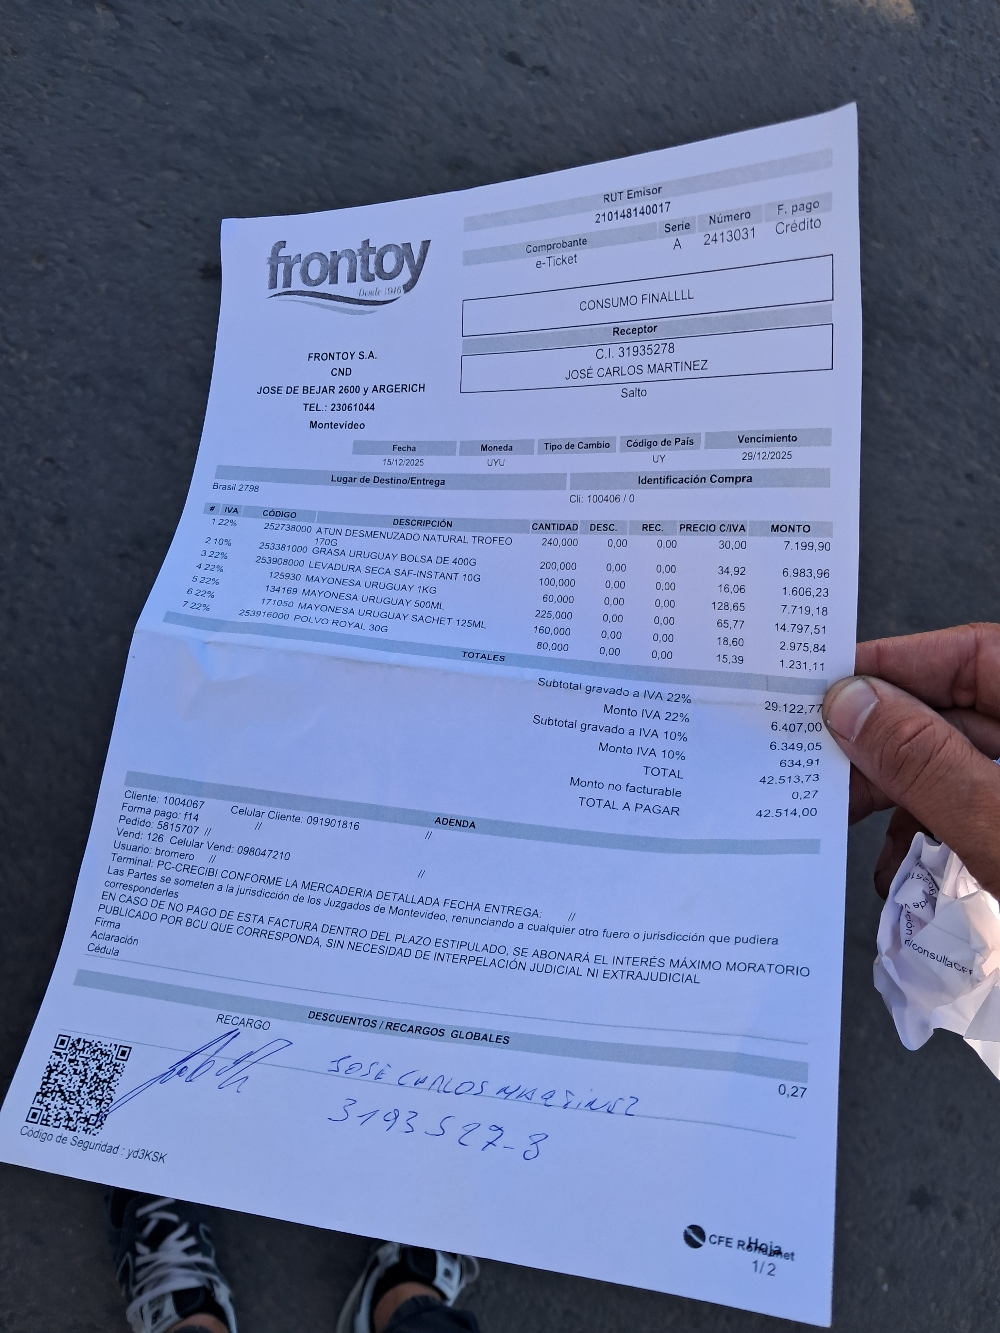 frontoy
Desde 1946
RUT Emisor
210148140017
Comprobante Serie Número F. pago
e-Ticket A 2413031 Crédito
CONSUMO FINALLLL
Receptor
C.I. 31935278
JOSÉ CARLOS MARTINEZ
Salto
FRONTOY S.A.
CND
JOSE DE BEJAR 2600 y ARGERICH
TEL.: 23061044
Montevideo
Fecha Moneda Tipo de Cambio Código de País Vencimiento
15/12/2025 UYU UY 29/12/2025
Lugar de Destino/Entrega Identificación Compra
Brasil 2798 Cli: 100406 / 0
# IVA CÓDIGO DESCRIPCIÓN CANTIDAD DESC. REC. PRECIO C/IVA MONTO
1 22% 252738000 ATUN DESMENUZADO NATURAL TROFEO 170G 240,000 0,00 0,00 30,00 7.199,90
2 10% 253381000 GRASA URUGUAY BOLSA DE 400G 200,000 0,00 0,00 34,92 6.983,96
3 22% 253908000 LEVADURA SECA SAF-INSTANT 10G 100,000 0,00 0,00 16,06 1.606,23
4 22% 125930 MAYONESA URUGUAY 1KG 60,000 0,00 0,00 128,65 7.719,18
5 22% 134169 MAYONESA URUGUAY 500ML 225,000 0,00 0,00 65,77 14.797,51
6 22% 171050 MAYONESA URUGUAY SACHET 125ML 160,000 0,00 0,00 18,60 2.975,84
7 22% 253916000 POLVO ROYAL 30G 80,000 0,00 0,00 15,39 1.231,11
TOTALES
Subtotal gravado a IVA 22% 29.122,77
Monto IVA 22% 6.407,00
Subtotal gravado a IVA 10% 6.349,05
Monto IVA 10% 634,91
TOTAL 42.513,73
Monto no facturable 0,27
TOTAL A PAGAR 42.514,00
ADENDA
Cliente: 1004067 Celular Cliente: 091901816 //
Forma pago: f14 //
Pedido: 5815707 //
Vend: 126 Celular Vend: 098047210
Usuario: bromero // //
Terminal: PC-CRECIBI CONFORME LA MERCADERIA DETALLADA FECHA ENTREGA: //
Las Partes se someten a la jurisdicción de los Juzgados de Montevideo, renunciando a cualquier otro fuero o jurisdicción que pudiera
corresponderles
EN CASO DE NO PAGO DE ESTA FACTURA DENTRO DEL PLAZO ESTIPULADO, SE ABONARÁ EL INTERÉS MÁXIMO MORATORIO
PUBLICADO POR BCU QUE CORRESPONDA, SIN NECESIDAD DE INTERPELACIÓN JUDICIAL NI EXTRAJUDICIAL
Firma
Aclaración
Cédula
DESCUENTOS / RECARGOS GLOBALES
RECARGO 0,27
JOSE CARLOS MARTINEZ
3193527-8
Código de Seguridad : yd3KSK
CFE
Hoja
1/2